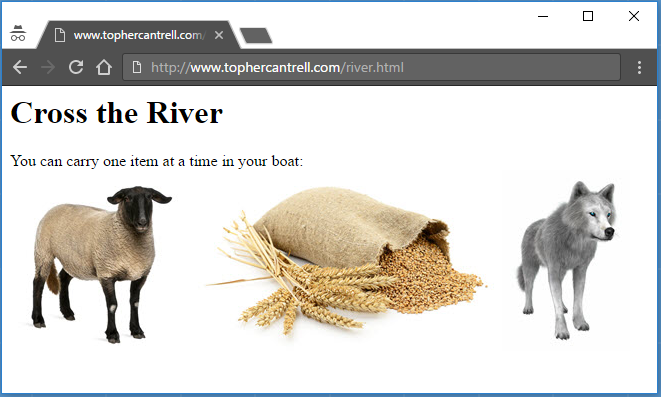 www.tophercantrell.com/
http://www.tophercantrell.com/river.html
Cross the River
You can carry one item at a time in your boat: